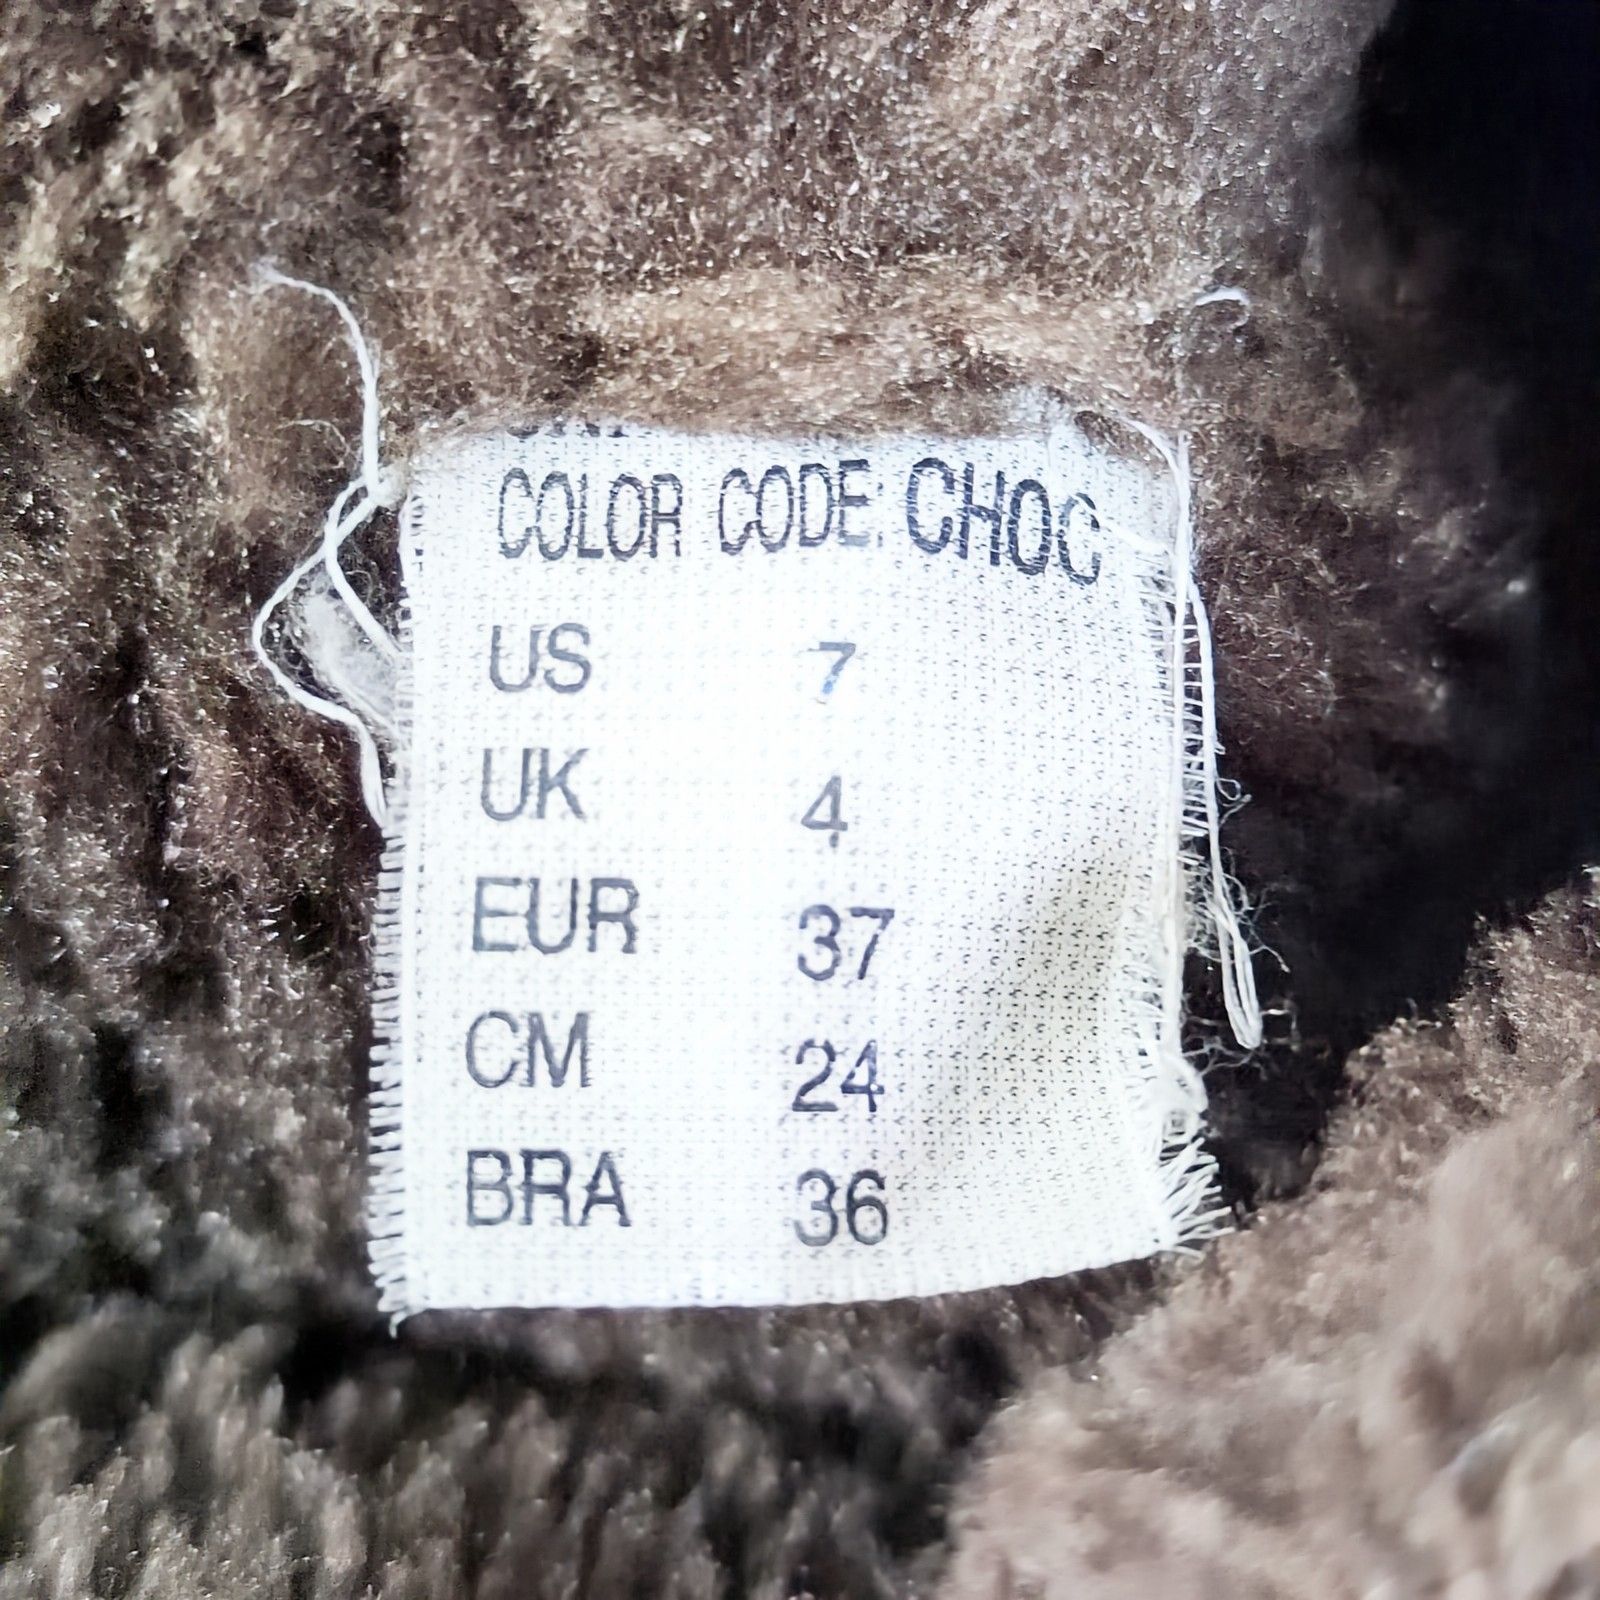 COLOR CODE: CHOC
US 7
UK 4
EUR 37
CM 24
BRA 36